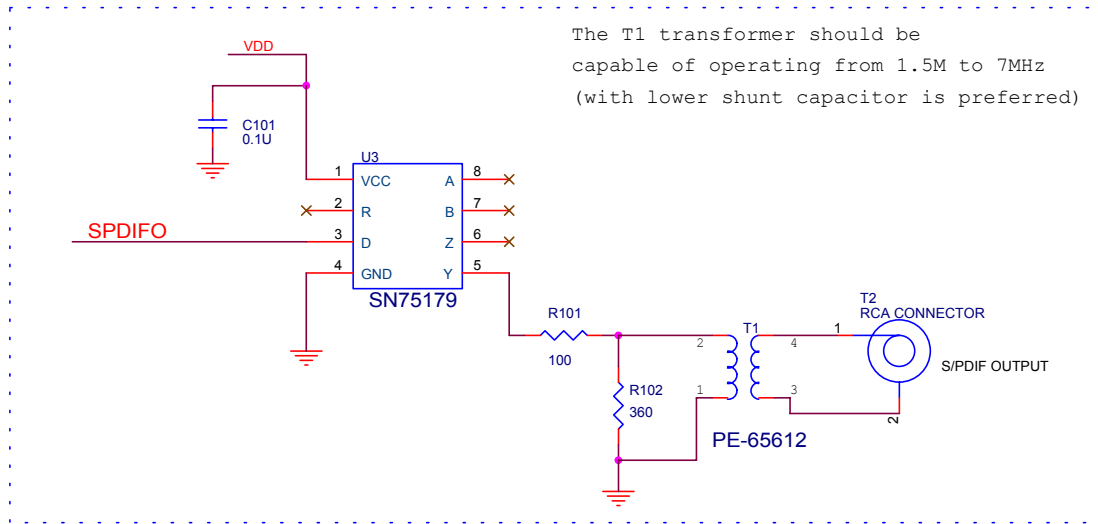 The T1 transformer should be
capable of operating from 1.5M to 7MHz
(with lower shunt capacitor is preferred)
VDD
C101
0.1U
U3
1 VCC A 8
2 R B 7
SPDIFO 3 D Z 6
4 GND Y 5
SN75179
R101
100
T2
RCA CONNECTOR
T1
2 4 1
S/PDIF OUTPUT
R102
360
1 3
2
PE-65612